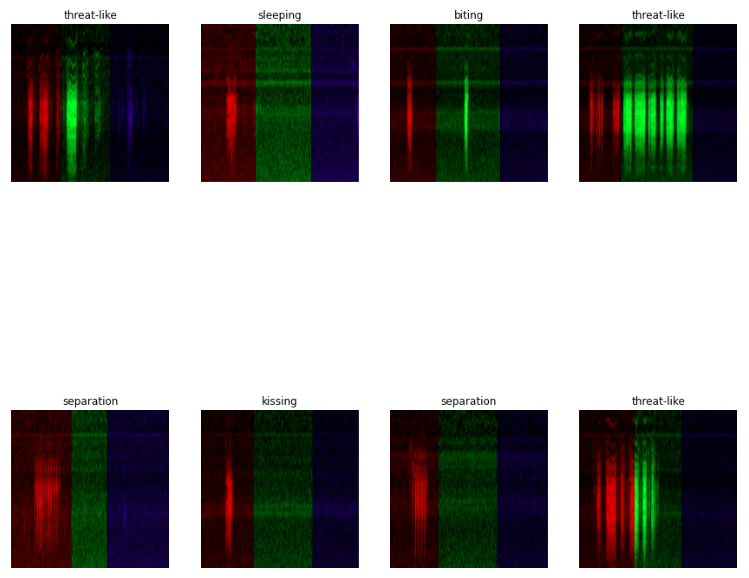 threat-like
sleeping
biting
threat-like
separation
kissing
separation
threat-like